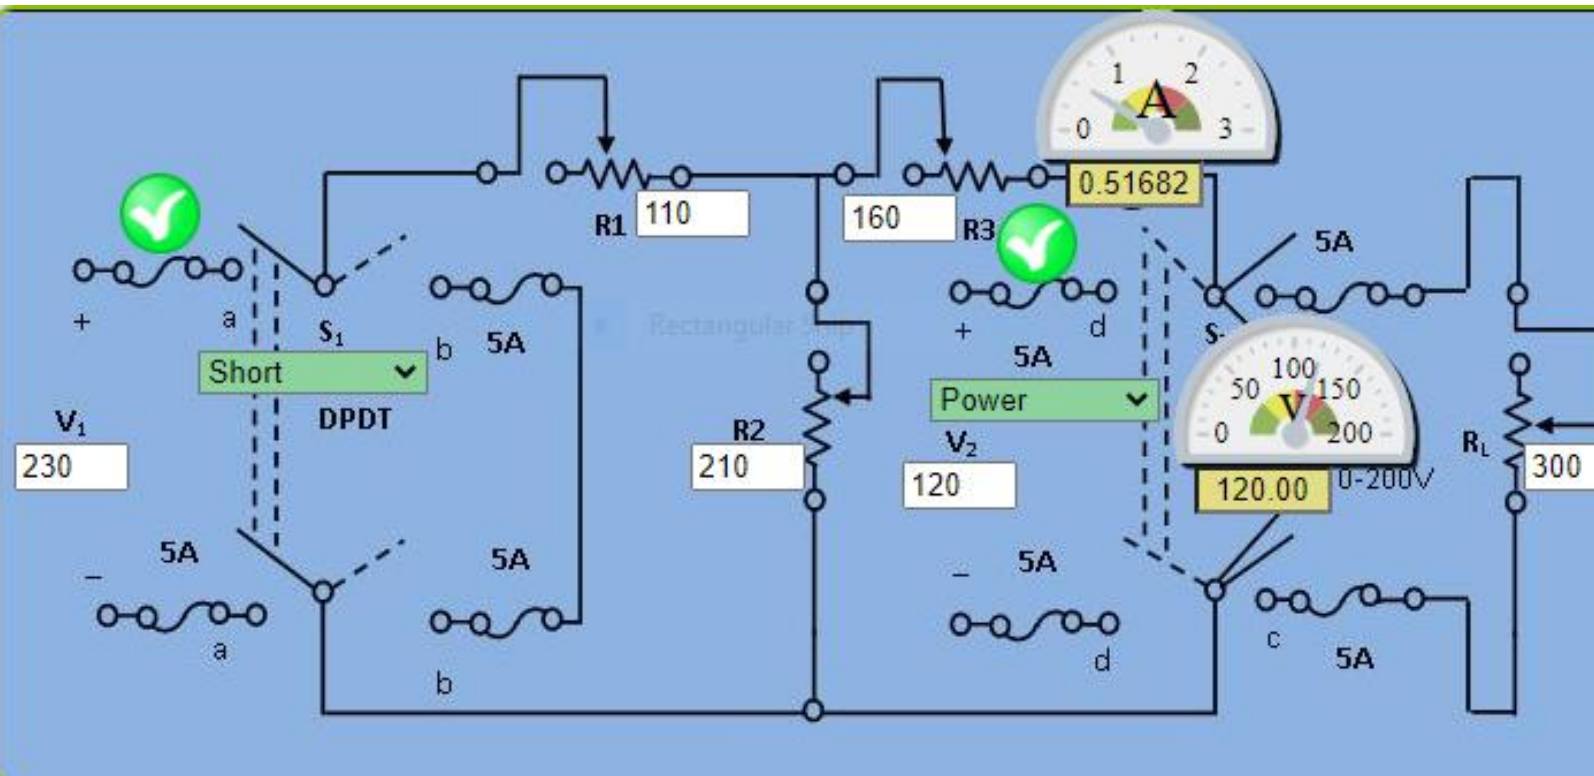 1
2
0
A
3
0.51682
110
160
R1
R3
5A
+
a
S₁
b
5A
+
d
5A
Short
DPDT
Power
V₁
230
R2
210
V₂
120
0
50
100
150
200
V
120.00
0-200V
RL
300
5A
–
a
5A
b
5A
–
d
c
5A